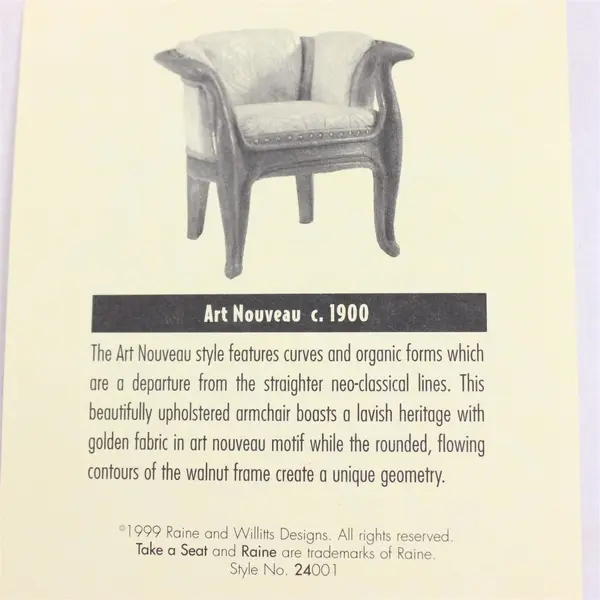 Art Nouveau c. 1900
The Art Nouveau style features curves and organic forms which
are a departure from the straighter neo-classical lines. This
beautifully upholstered armchair boasts a lavish heritage with
golden fabric in art nouveau motif while the rounded, flowing
contours of the walnut frame create a unique geometry.
©1999 Raine and Willitts Designs. All rights reserved.
Take a Seat and Raine are trademarks of Raine.
Style No. 24001